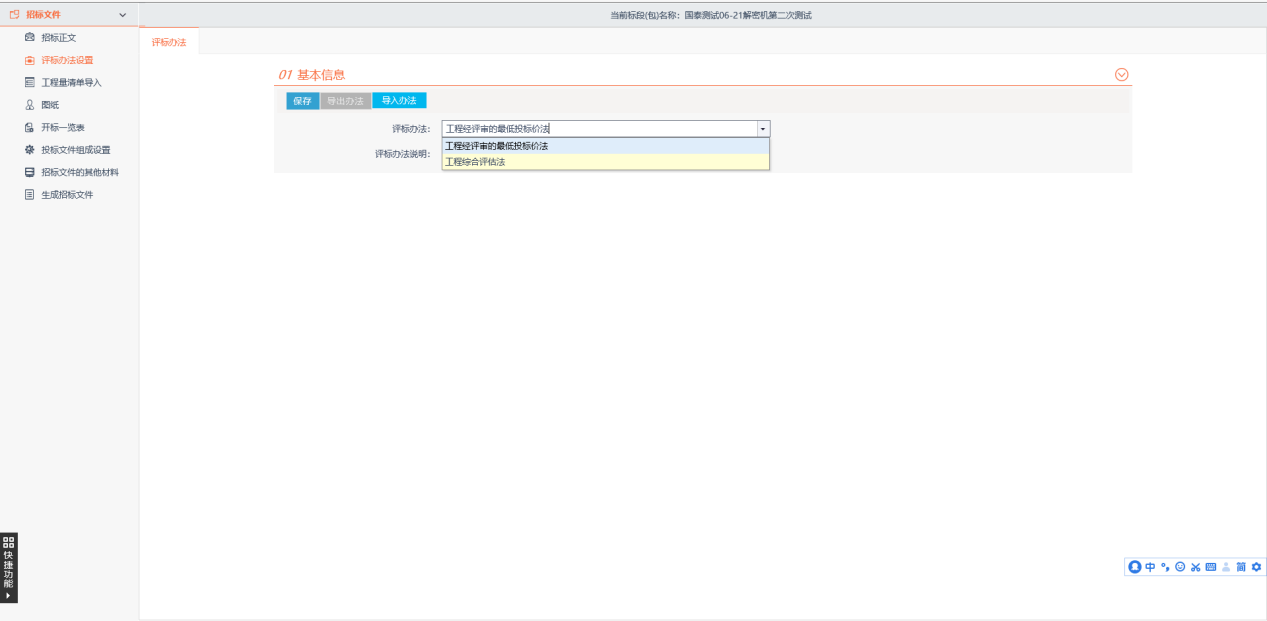 招标文件
当前标段(包)名称：国泰测试06-21解密机第二次测试
招标正文
评标办法设置
工程量清单导入
图纸
开标一览表
投标文件组成设置
招标文件的其他材料
生成招标文件
评标办法
01 基本信息
保存 导出办法 导入办法
评标办法： 工程经评审的最低投标价法
工程经评审的最低投标价法
评标办法说明：
工程综合评估法
快捷功能
中 简